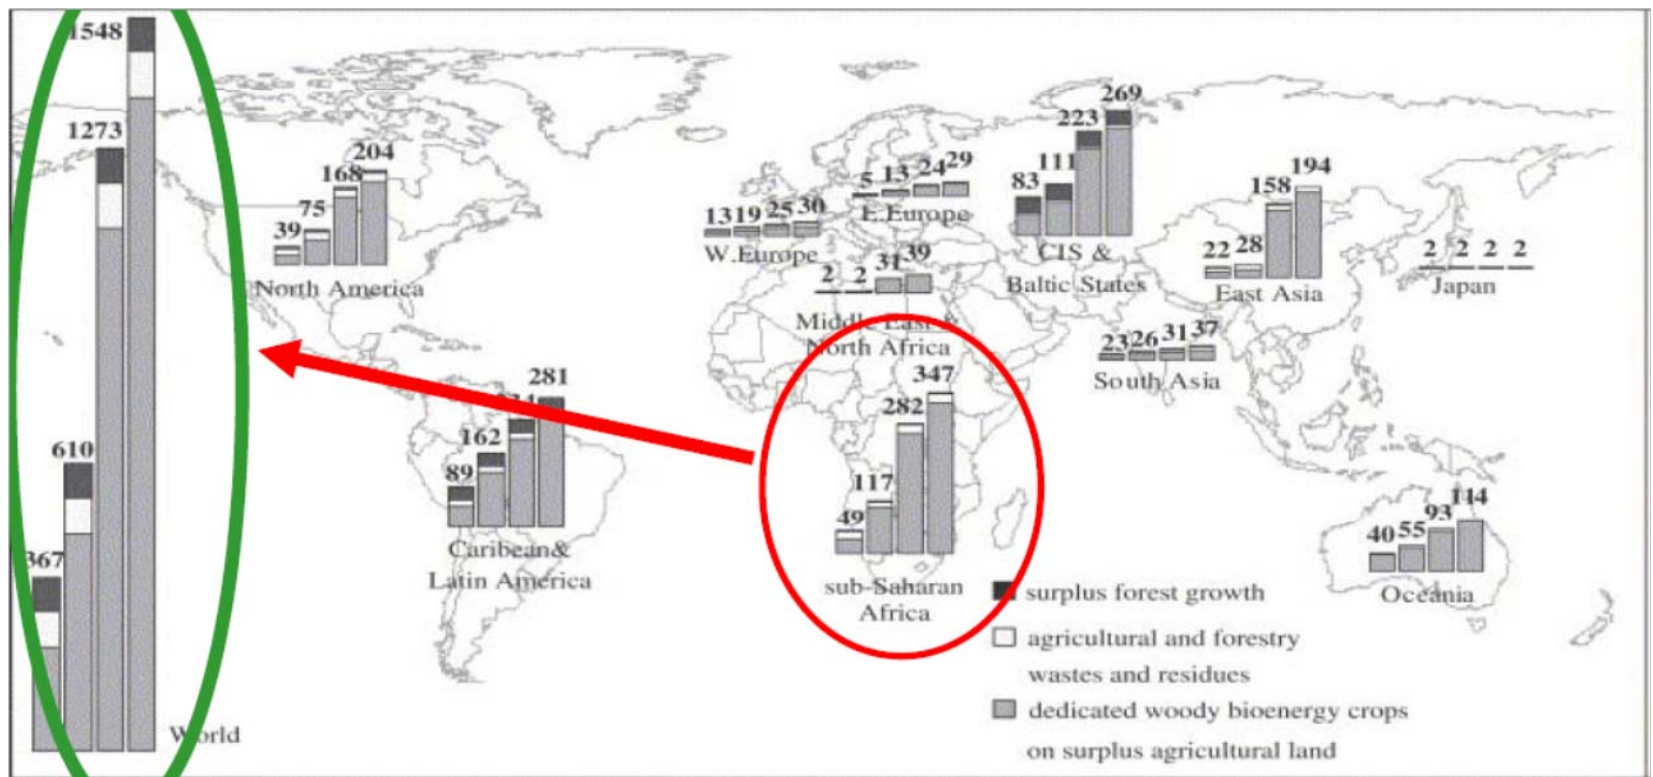 1548
1273
610
367
World
204
168
75
39
North America
281
162
89
Caribean&
Latin America
13 19 25 30
W.Europe
5 13 24 29
E.Europe
2 2 31 39
Middle East &
North Africa
347
282
117
49
sub-Saharan
Africa
269
223
111
83
CIS &
Baltic States
194
158
22 28
East Asia
2 2 2 2
Japan
23 26 31 37
South Asia
114
93
40 55
Oceania
surplus forest growth
agricultural and forestry
wastes and residues
dedicated woody bioenergy crops
on surplus agricultural land